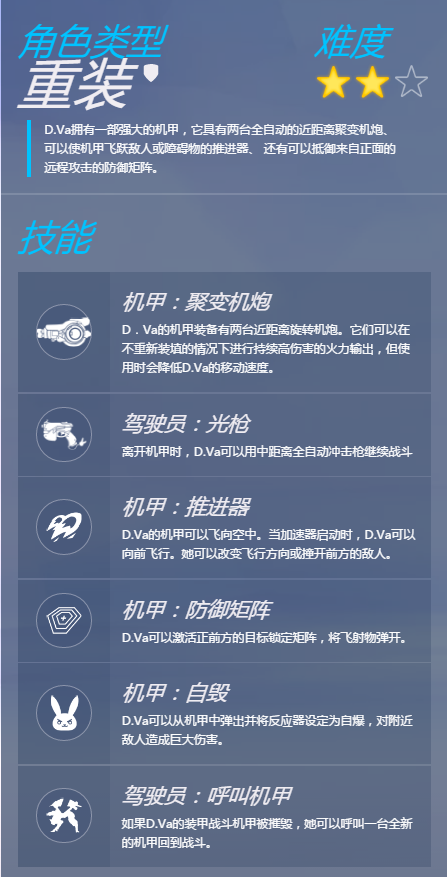 角色类型
难度
重装
D.Va拥有一部强大的机甲，它具有两台全自动的近距离聚变机炮、
可以使机甲飞跃敌人或障碍物的推进器、 还有可以抵御来自正面的
远程攻击的防御矩阵。
技能
机甲：聚变机炮
D．Va的机甲装备有两台近距离旋转机炮。它们可以在
不重新装填的情况下进行持续高伤害的火力输出，但使
用时会降低D.Va的移动速度。
驾驶员：光枪
离开机甲时，D.Va可以用中距离全自动冲击枪继续战斗
机甲：推进器
D.Va的机甲可以飞向空中。当加速器启动时，D.Va可以
向前飞行。她可以改变飞行方向或撞开前方的敌人。
机甲：防御矩阵
D.Va可以激活正前方的目标锁定矩阵，将飞射物弹开。
机甲：自毁
D.Va可以从机甲中弹出并将反应器设定为自爆，对附近
敌人造成巨大伤害。
驾驶员：呼叫机甲
如果D.Va的装甲战斗机甲被摧毁，她可以呼叫一台全新
的机甲回到战斗。